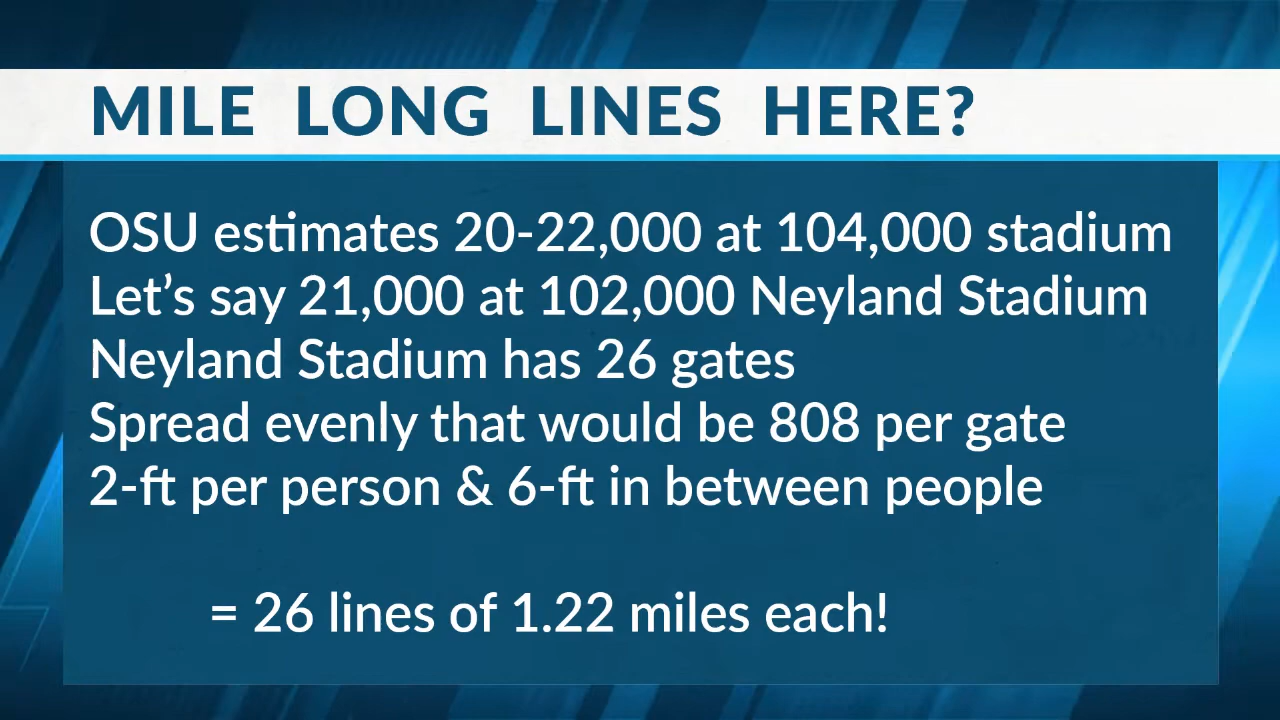 MILE LONG LINES HERE?
OSU estimates 20-22,000 at 104,000 stadium
Let's say 21,000 at 102,000 Neyland Stadium
Neyland Stadium has 26 gates
Spread evenly that would be 808 per gate
2-ft per person & 6-ft in between people
= 26 lines of 1.22 miles each!